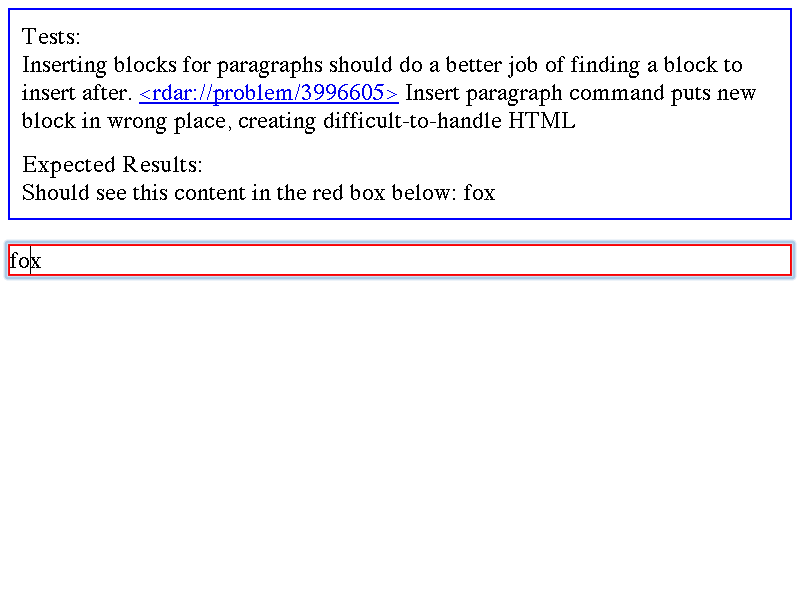 Tests:
Inserting blocks for paragraphs should do a better job of finding a block to
insert after. <rdar://problem/3996605> Insert paragraph command puts new
block in wrong place, creating difficult-to-handle HTML
Expected Results:
Should see this content in the red box below: fox
fox